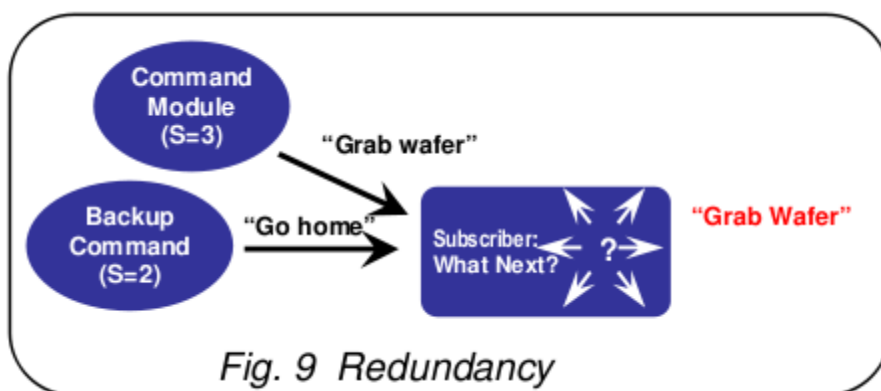 Command
Module
(S=3)
“Grab wafer”
Backup
Command
(S=2)
“Go home”
Subscriber:
What Next?
?
“Grab Wafer”
Fig. 9 Redundancy